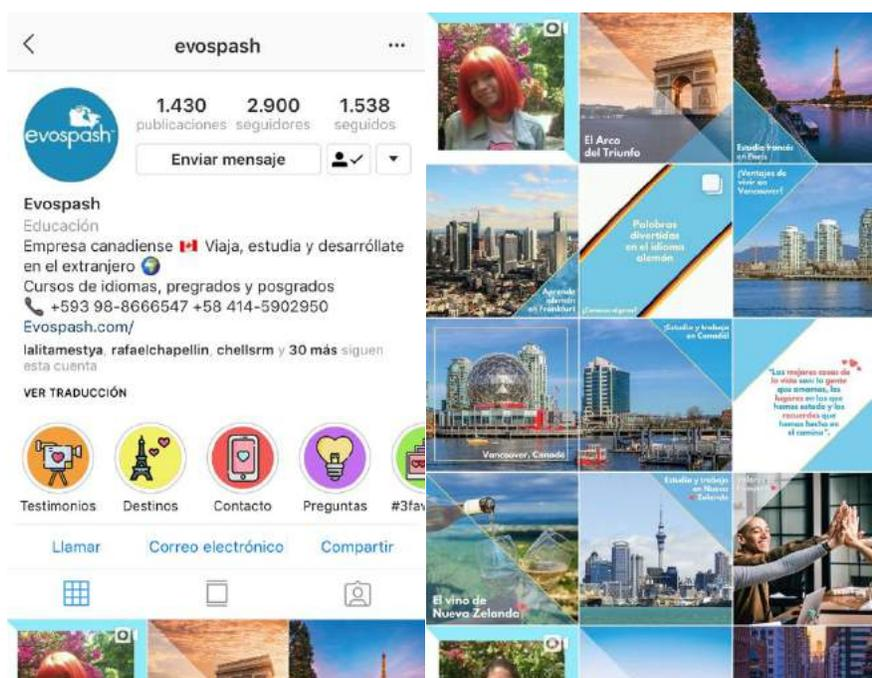 evospash
...
evospash
1.430 2.900 1.538
publicaciones seguidores seguidos
Enviar mensaje
Evospash
Educación
Empresa canadiense 🇨🇦 Viaja, estudia y desarróllate
en el extranjero 🌍
Cursos de idiomas, pregrados y posgrados
📞 +593 98-8666547 +58 414-5902950
Evospash.com/
lalitamestya, rafaelchapellin, chellsrm y 30 más siguen
esta cuenta
VER TRADUCCIÓN
Testimonios Destinos Contacto Preguntas #3fav
Llamar Correo electrónico Compartir
El Arco
del Triunfo
Estudia francés
en París
Aprende
alemán
en Frankfurt
Palabras
divertidas
en el idioma
alemán
¡Ventajas de
vivir en
Vancouver!
Vancouver, Canadá
¡Estudia y trabaja
en Canadá!
"Las mejores cosas de
la vida son: la gente
que amamos, los
lugares en los que
hemos estado y los
recuerdos que
hemos hecho en
el camino".
El vino de
Nueva Zelanda
Estudia y trabaja
en Nueva
Zelanda